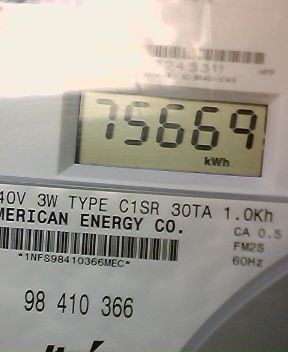 75669
kWh
40V 3W TYPE C1SR 30TA 1.0Kh
MERICAN ENERGY CO.
CA 0.5
FM2S
*1NFS98410366MEC*
60Hz
98 410 366